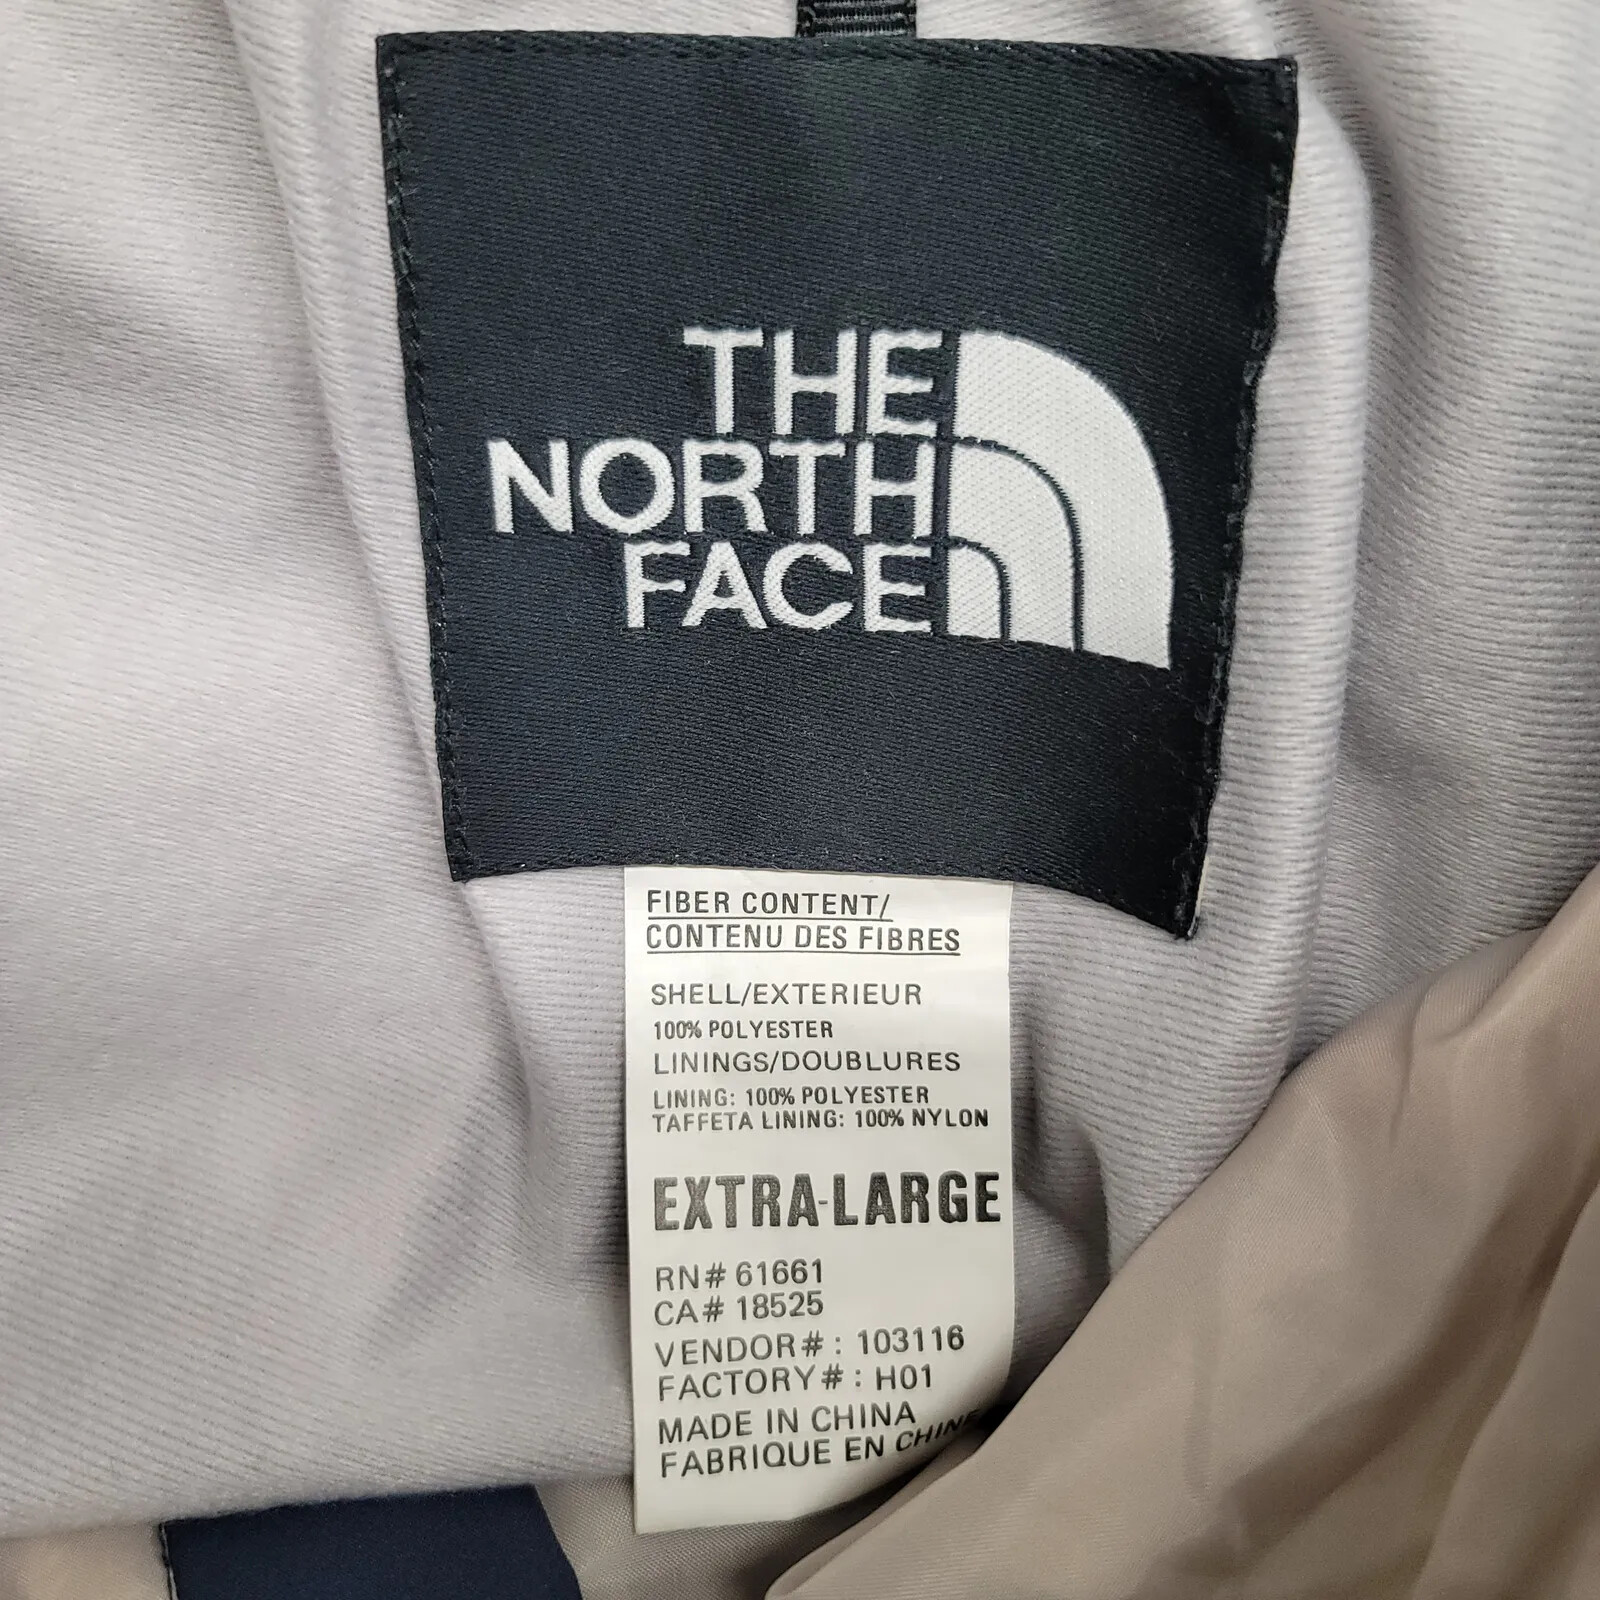 THE
NORTH
FACE
FIBER CONTENT/
CONTENU DES FIBRES
SHELL/EXTERIEUR
100% POLYESTER
LININGS/DOUBLURES
LINING: 100% POLYESTER
TAFFETA LINING: 100% NYLON
EXTRA-LARGE
RN# 61661
CA# 18525
VENDOR# : 103116
FACTORY# : H01
MADE IN CHINA
FABRIQUE EN CHINE